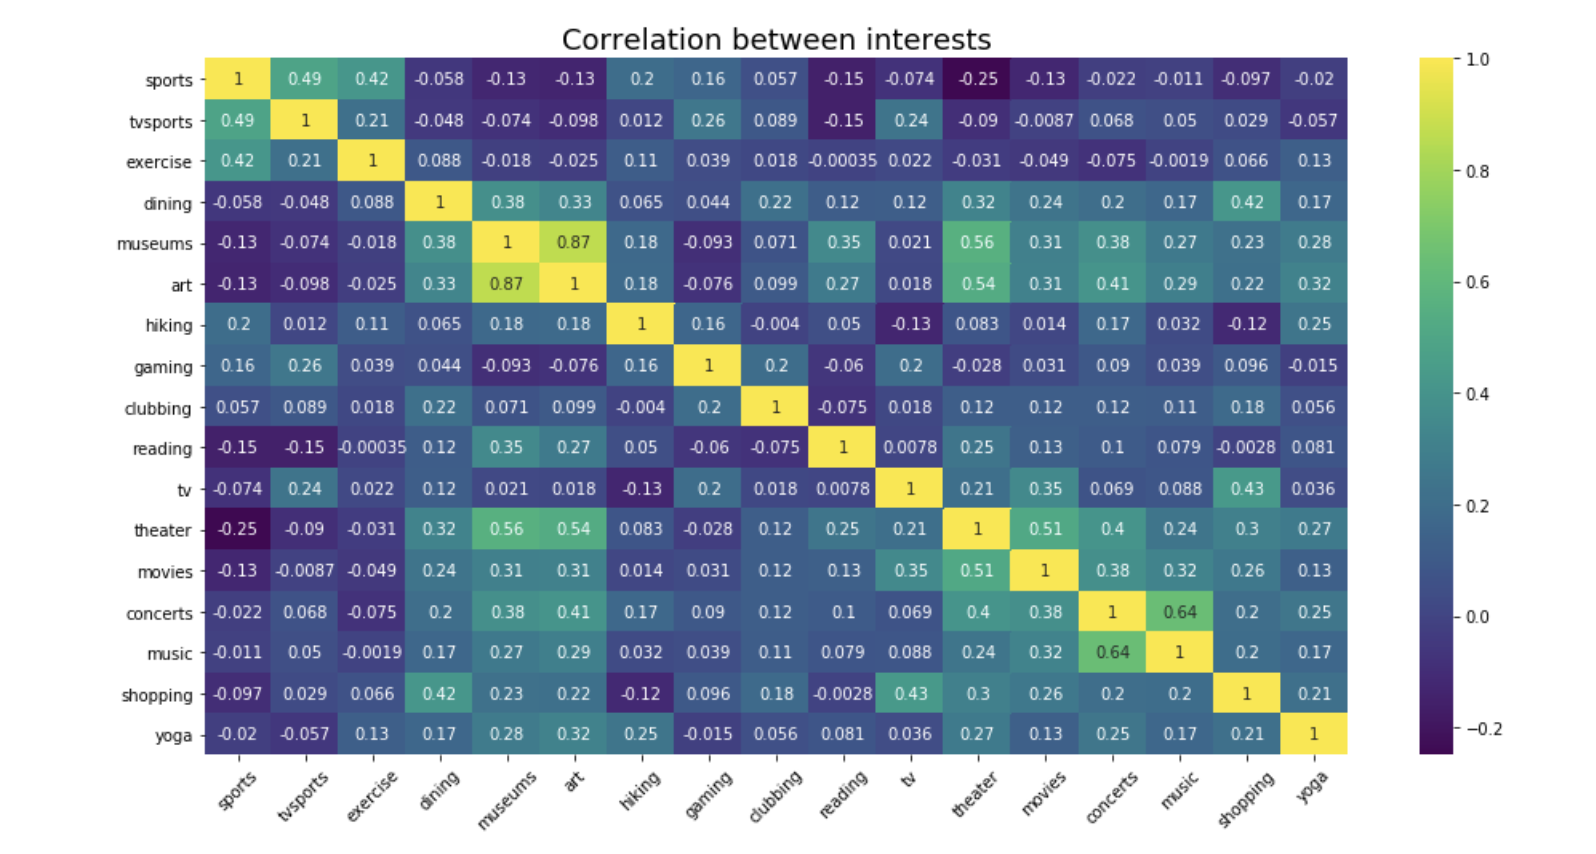 Correlation between interests
sports 1 0.49 0.42 -0.058 -0.13 -0.13 0.2 0.16 0.057 -0.15 -0.074 -0.25 -0.13 -0.022 -0.011 -0.097 -0.02
tvsports 0.49 1 0.21 -0.048 -0.074 -0.098 0.012 0.26 0.089 -0.15 0.24 -0.09 -0.0087 0.068 0.05 0.029 -0.057
exercise 0.42 0.21 1 0.088 -0.018 -0.025 0.11 0.039 0.018 -0.00035 0.022 -0.031 -0.049 -0.075 -0.0019 0.066 0.13
dining -0.058 -0.048 0.088 1 0.38 0.33 0.065 0.044 0.22 0.12 0.12 0.32 0.24 0.2 0.17 0.42 0.17
museums -0.13 -0.074 -0.018 0.38 1 0.87 0.18 -0.093 0.071 0.35 0.021 0.56 0.31 0.38 0.27 0.23 0.28
art -0.13 -0.098 -0.025 0.33 0.87 1 0.18 -0.076 0.099 0.27 0.018 0.54 0.31 0.41 0.29 0.22 0.32
hiking 0.2 0.012 0.11 0.065 0.18 0.18 1 0.16 -0.004 0.05 -0.13 0.083 0.014 0.17 0.032 -0.12 0.25
gaming 0.16 0.26 0.039 0.044 -0.093 -0.076 0.16 1 0.2 -0.06 0.2 -0.028 0.031 0.09 0.039 0.096 -0.015
clubbing 0.057 0.089 0.018 0.22 0.071 0.099 -0.004 0.2 1 -0.075 0.018 0.12 0.12 0.12 0.11 0.18 0.056
reading -0.15 -0.15 -0.00035 0.12 0.35 0.27 0.05 -0.06 -0.075 1 0.0078 0.25 0.13 0.1 0.079 -0.0028 0.081
tv -0.074 0.24 0.022 0.12 0.021 0.018 -0.13 0.2 0.018 0.0078 1 0.21 0.35 0.069 0.088 0.43 0.036
theater -0.25 -0.09 -0.031 0.32 0.56 0.54 0.083 -0.028 0.12 0.25 0.21 1 0.51 0.4 0.24 0.3 0.27
movies -0.13 -0.0087 -0.049 0.24 0.31 0.31 0.014 0.031 0.12 0.13 0.35 0.51 1 0.38 0.32 0.26 0.13
concerts -0.022 0.068 -0.075 0.2 0.38 0.41 0.17 0.09 0.12 0.1 0.069 0.4 0.38 1 0.64 0.2 0.25
music -0.011 0.05 -0.0019 0.17 0.27 0.29 0.032 0.039 0.11 0.079 0.088 0.24 0.32 0.64 1 0.2 0.17
shopping -0.097 0.029 0.066 0.42 0.23 0.22 -0.12 0.096 0.18 -0.0028 0.43 0.3 0.26 0.2 0.2 1 0.21
yoga -0.02 -0.057 0.13 0.17 0.28 0.32 0.25 -0.015 0.056 0.081 0.036 0.27 0.13 0.25 0.17 0.21 1
sports tvsports exercise dining museums art hiking gaming clubbing reading tv theater movies concerts music shopping yoga
1.0
0.8
0.6
0.4
0.2
0.0
−0.2